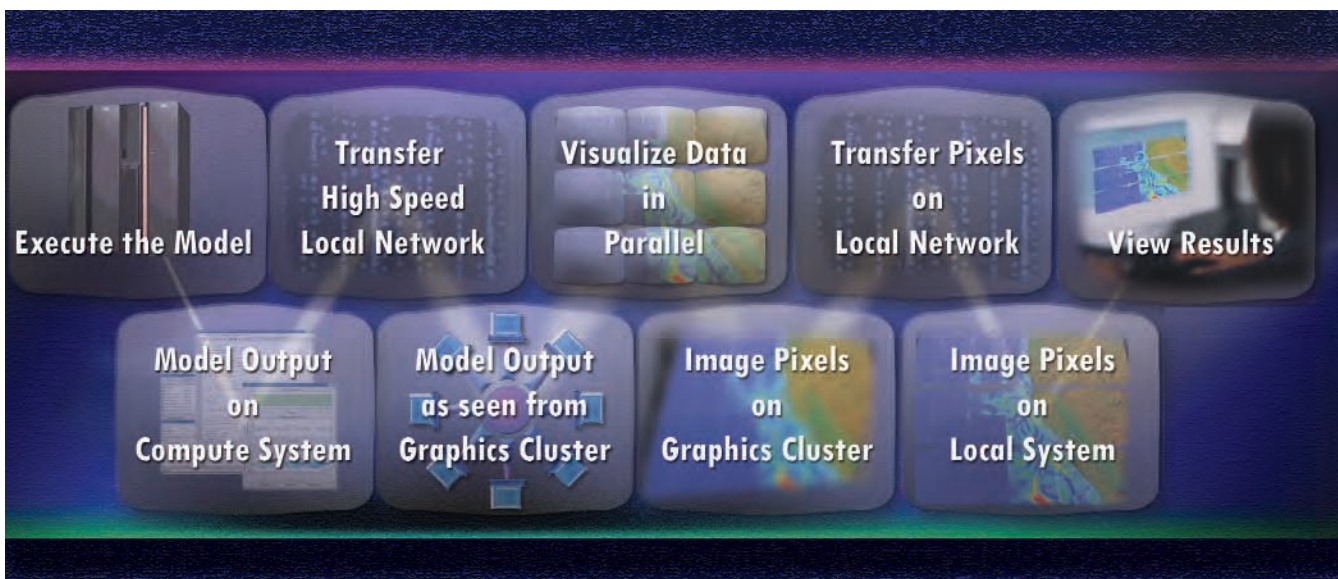 Execute the Model
Transfer
High Speed
Local Network
Visualize Data
in
Parallel
Transfer Pixels
on
Local Network
View Results
Model Output
on
Compute System
Model Output
as seen from
Graphics Cluster
Image Pixels
on
Graphics Cluster
Image Pixels
on
Local System